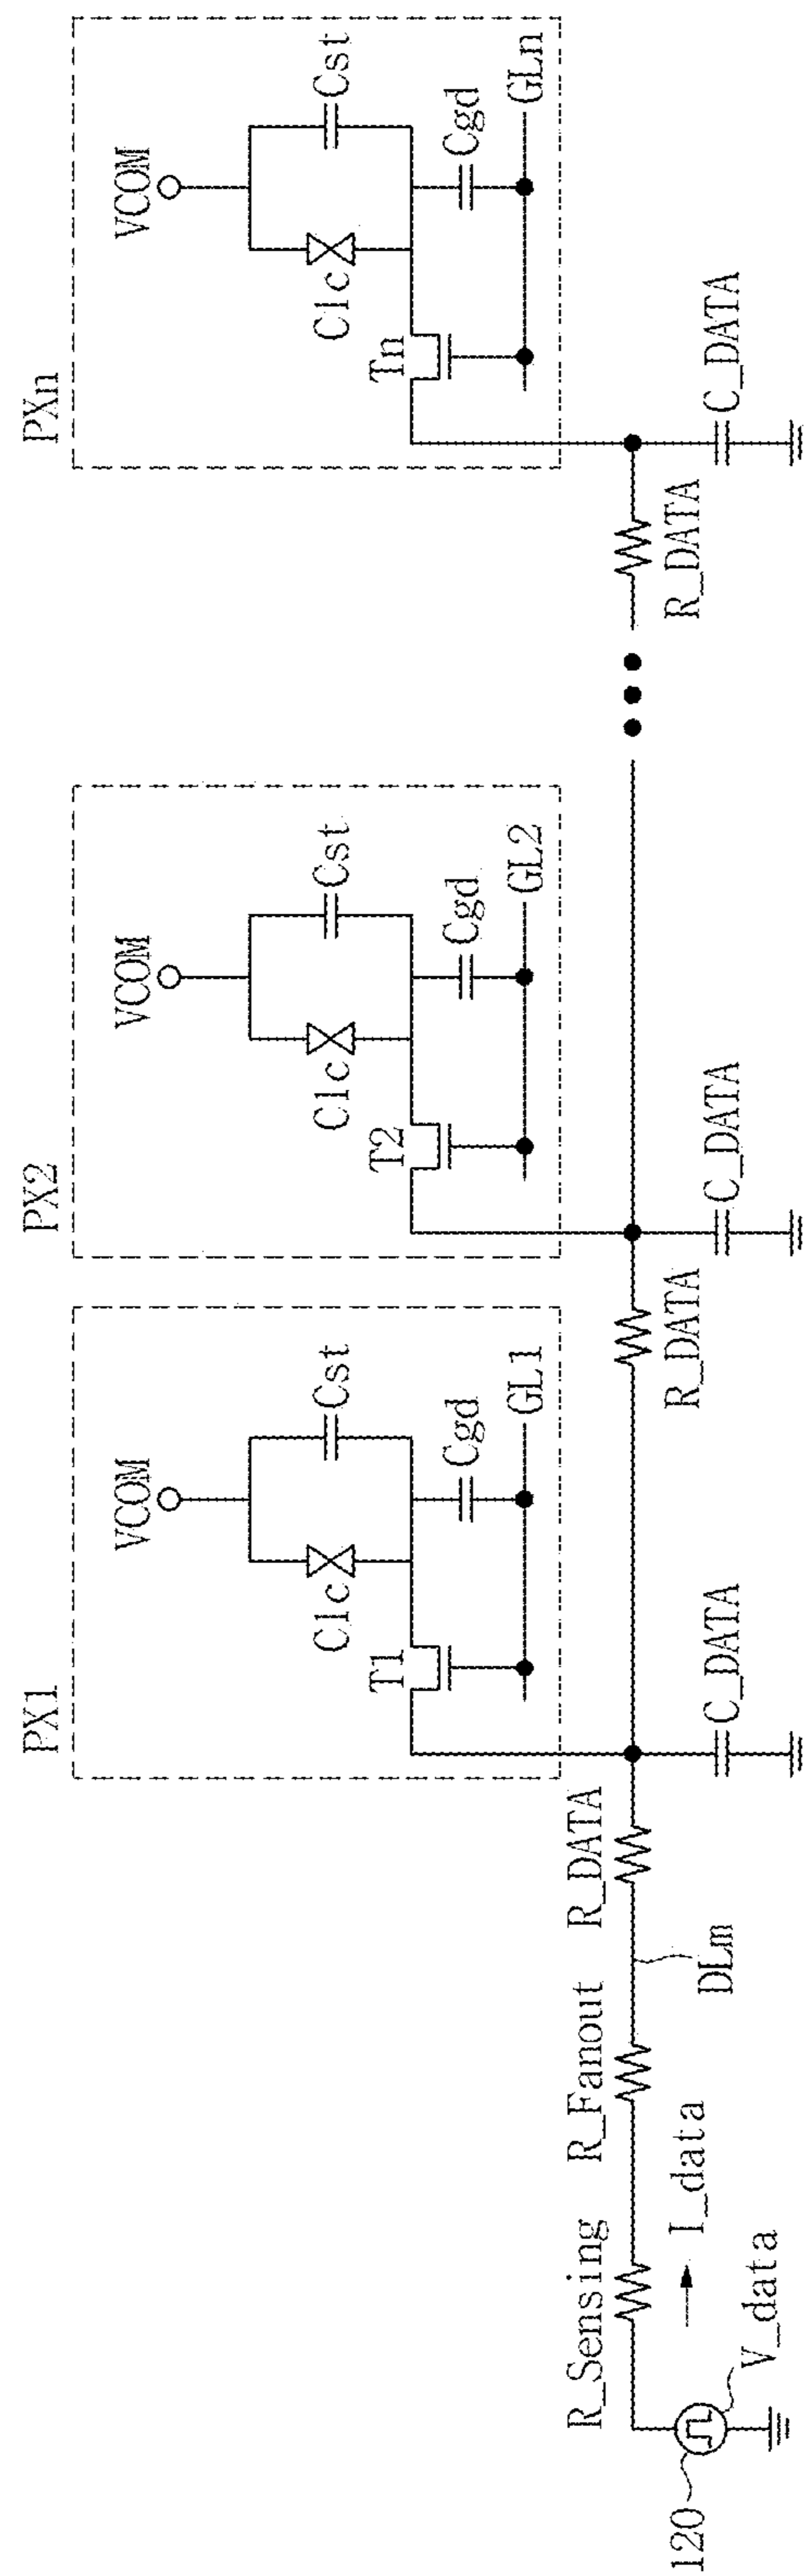 PX1
VCOM
Clc
Cst
T1
Cgd
GL1
PX2
VCOM
Clc
Cst
T2
Cgd
GL2
PXn
VCOM
Clc
Cst
Tn
Cgd
GLn
R_Sensing
R_Fanout
R_DATA
R_DATA
R_DATA
I_data
DLm
C_DATA
C_DATA
C_DATA
120
V_data